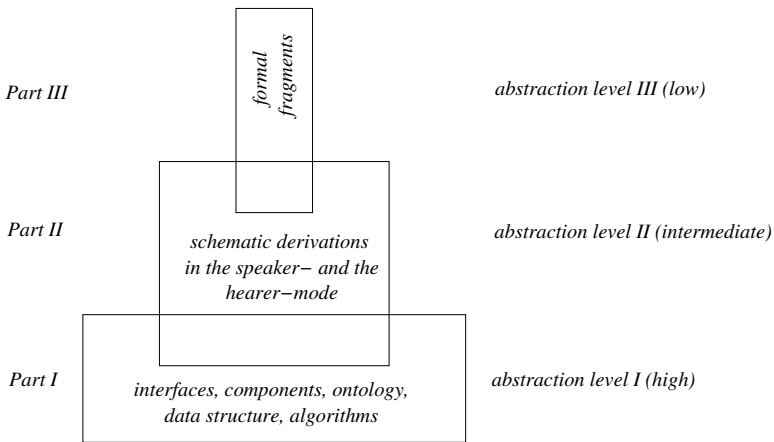 formal
fragments
Part III
abstraction level III (low)
Part II
schematic derivations
in the speaker− and the
hearer−mode
abstraction level II (intermediate)
Part I
interfaces, components, ontology,
data structure, algorithms
abstraction level I (high)